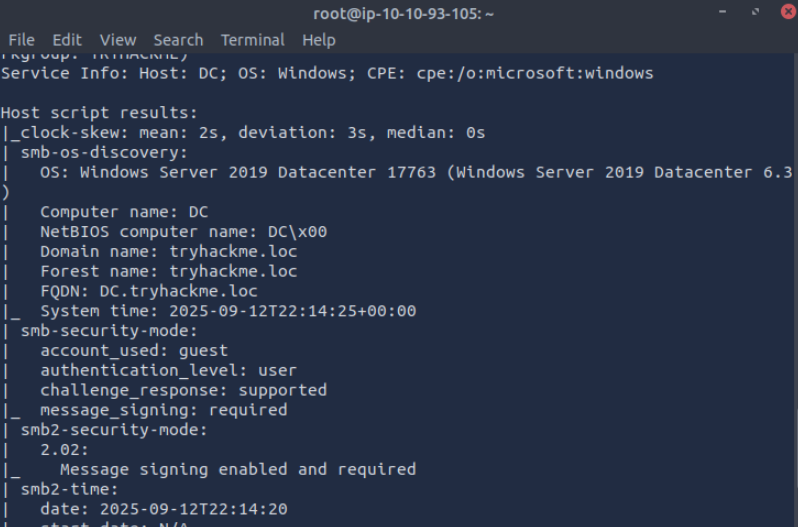 root@ip-10-10-93-105: ~
File Edit View Search Terminal Help
rkgroup: TRYHACKME)
Service Info: Host: DC; OS: Windows; CPE: cpe:/o:microsoft:windows
Host script results:
|_clock-skew: mean: 2s, deviation: 3s, median: 0s
| smb-os-discovery:
|   OS: Windows Server 2019 Datacenter 17763 (Windows Server 2019 Datacenter 6.3
)
|   Computer name: DC
|   NetBIOS computer name: DC\x00
|   Domain name: tryhackme.loc
|   Forest name: tryhackme.loc
|   FQDN: DC.tryhackme.loc
|_  System time: 2025-09-12T22:14:25+00:00
| smb-security-mode:
|   account_used: guest
|   authentication_level: user
|   challenge_response: supported
|_  message_signing: required
| smb2-security-mode:
|   2.02:
|_    Message signing enabled and required
| smb2-time:
|   date: 2025-09-12T22:14:20
|   start_date: N/A